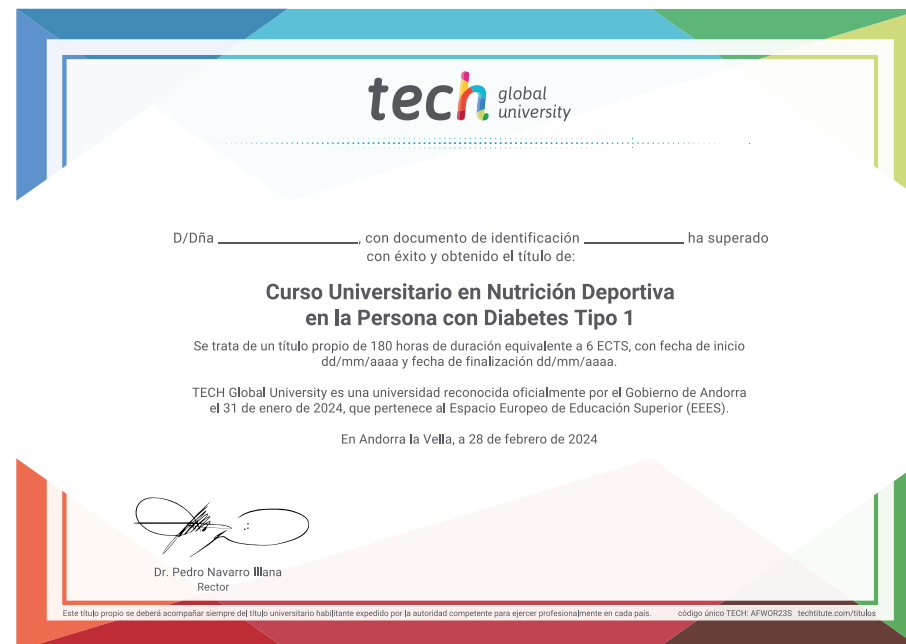 tech global university
D/Dña ____________________, con documento de identificación ______________ ha superado
con éxito y obtenido el título de:
Curso Universitario en Nutrición Deportiva
en la Persona con Diabetes Tipo 1
Se trata de un título propio de 180 horas de duración equivalente a 6 ECTS, con fecha de inicio
dd/mm/aaaa y fecha de finalización dd/mm/aaaa.
TECH Global University es una universidad reconocida oficialmente por el Gobierno de Andorra
el 31 de enero de 2024, que pertenece al Espacio Europeo de Educación Superior (EEES).
En Andorra la Vella, a 28 de febrero de 2024
Dr. Pedro Navarro Illana
Rector
Este título propio se deberá acompañar siempre del título universitario habilitante expedido por la autoridad competente para ejercer profesionalmente en cada país. código único TECH: AFWOR23S techtitute.com/titulos